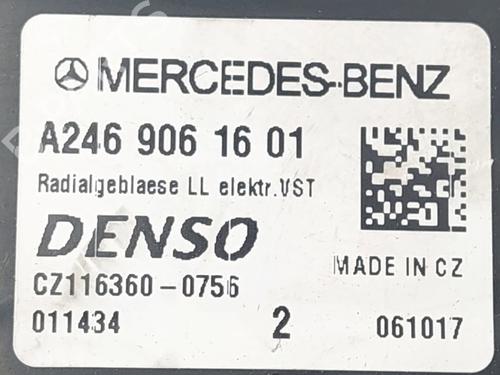 MERCEDES-BENZ
A246 906 16 01
Radialgeblaese LL elektr.VST
DENSO
MADE IN CZ
CZ116360-0756
011434 2 061017